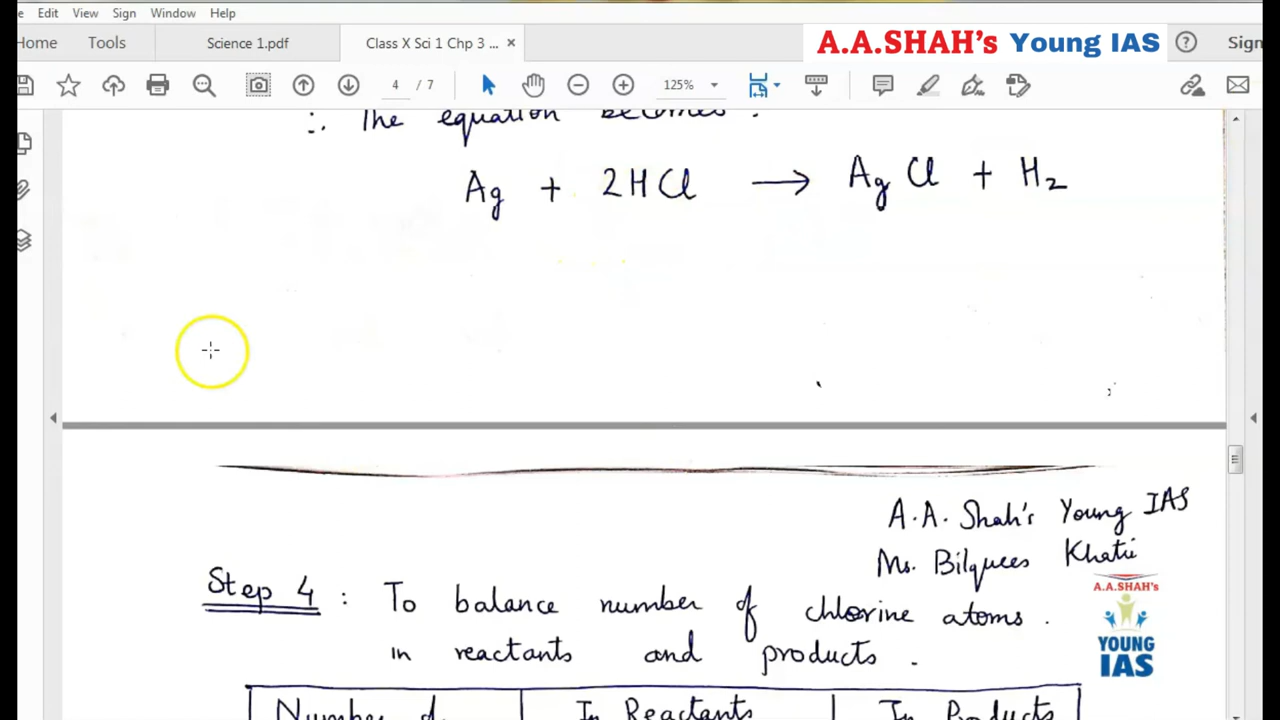 Edit View Sign Window Help
Home Tools Science 1.pdf Class X Sci 1 Chp 3 ... × A.A.SHAH's Young IAS ? Sign
4 / 7 125%
∴ The equation becomes :
Ag + 2HCl → AgCl + H₂
A.A. Shah's Young IAS
Ms. Bilquees Khatri
Step 4 : To balance number of chlorine atoms .
in reactants and products .
A.A.SHAH's
YOUNG
IAS
Number of In Reactants In Products